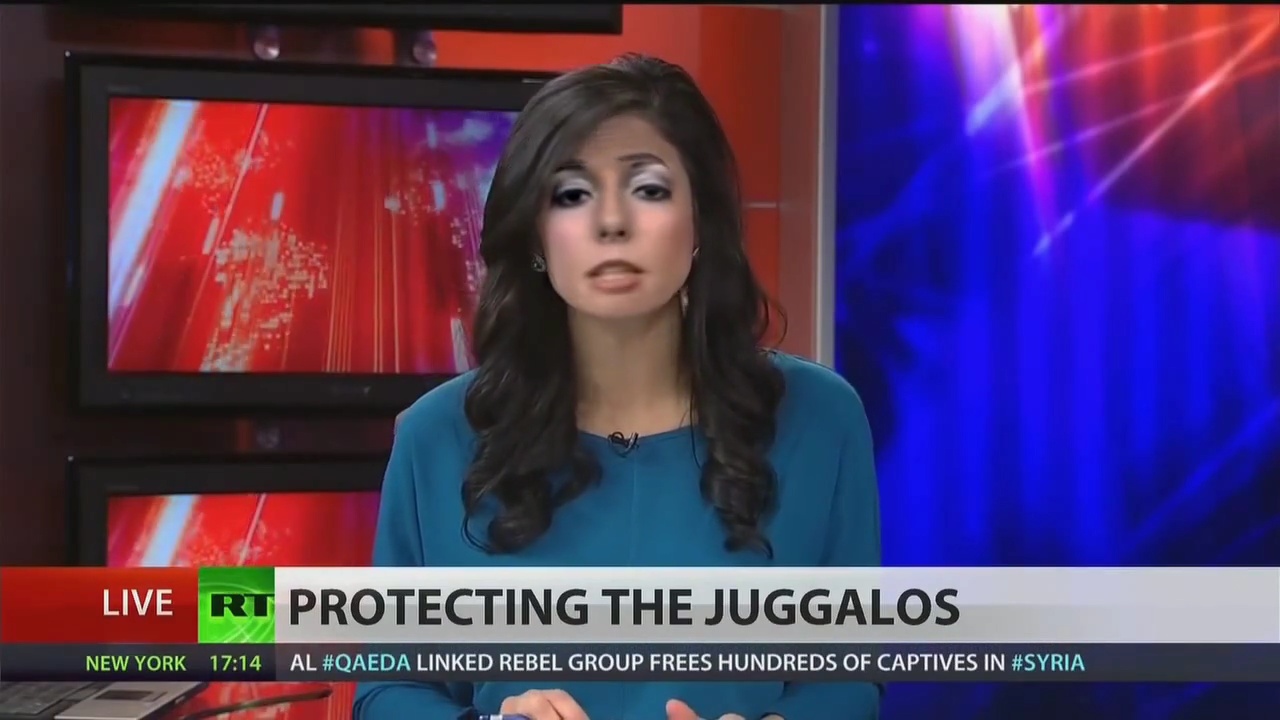 LIVE RT PROTECTING THE JUGGALOS
NEW YORK 17:14 AL #QAEDA LINKED REBEL GROUP FREES HUNDREDS OF CAPTIVES IN #SYRIA